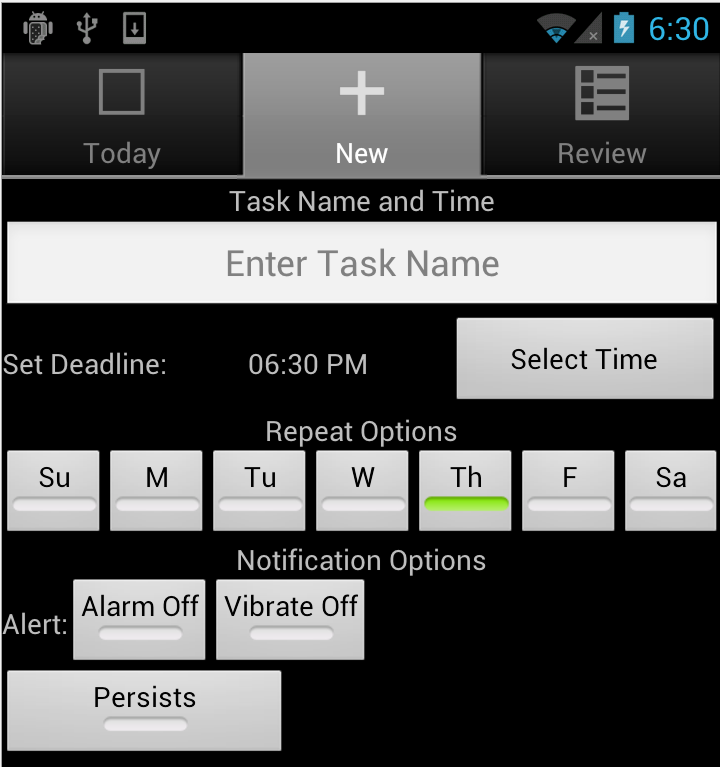 6:30
Today New Review
Task Name and Time
Enter Task Name
Set Deadline: 06:30 PM Select Time
Repeat Options
Su M Tu W Th F Sa
Notification Options
Alert: Alarm Off Vibrate Off
Persists